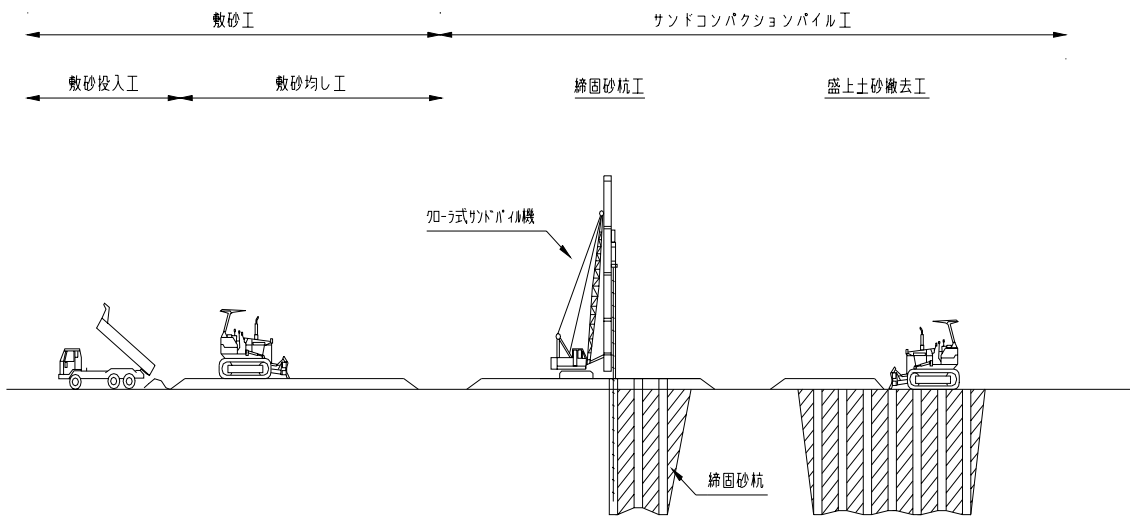 敷砂工
サンドコンパクションパイル工
敷砂投入工
敷砂均し工
締固砂杭工
盛上土砂撤去工
クローラ式サンドパイル機
締固砂杭